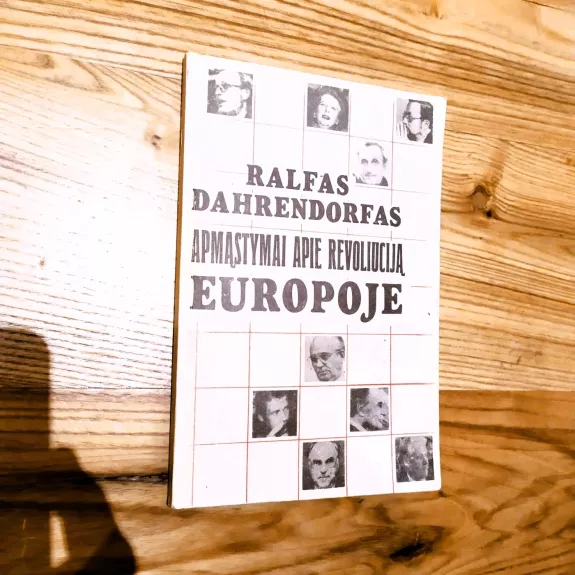 RALFAS
DAHRENDORFAS
APMĄSTYMAI APIE REVOLIUCIJĄ
EUROPOJE